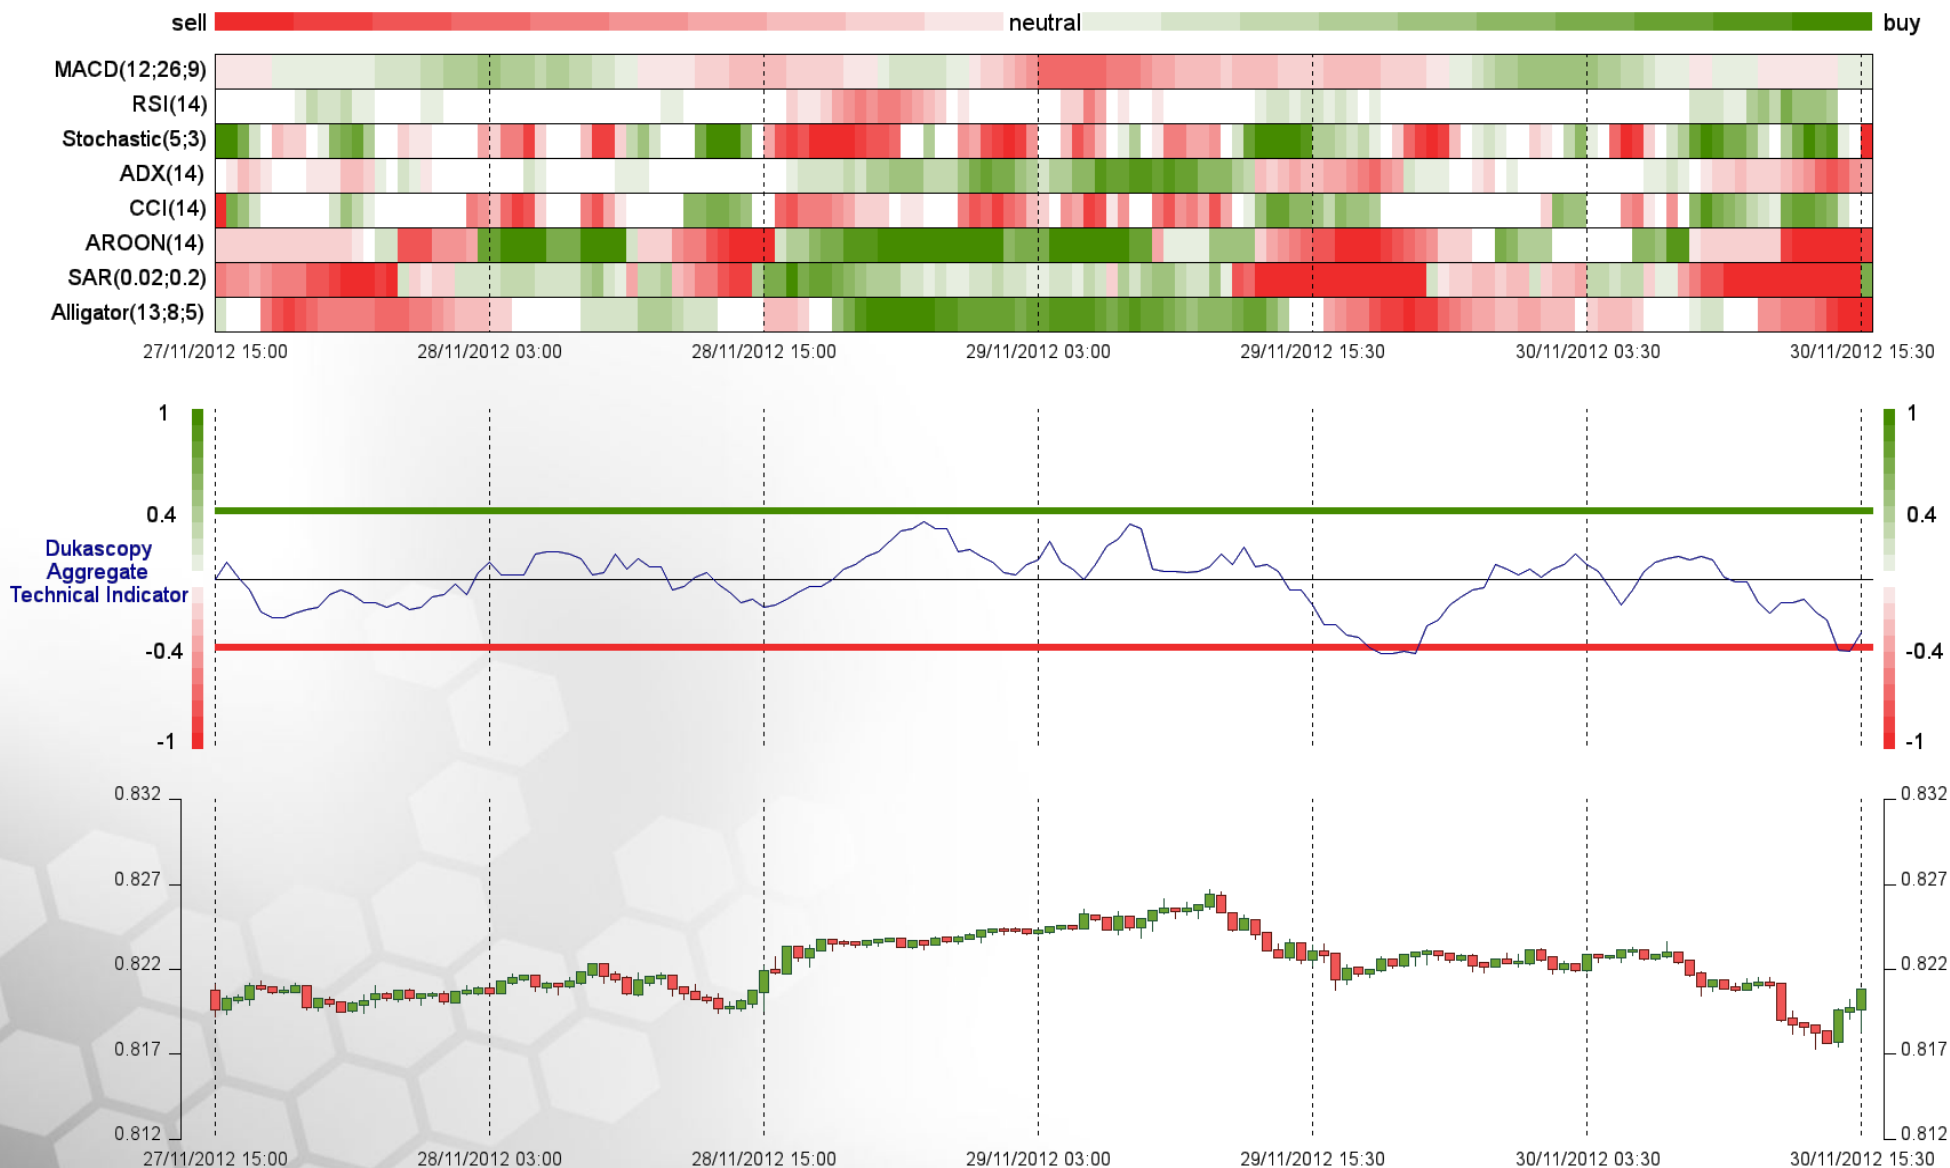 sell neutral buy
MACD(12;26;9)
RSI(14)
Stochastic(5;3)
ADX(14)
CCI(14)
AROON(14)
SAR(0.02;0.2)
Alligator(13;8;5)
27/11/2012 15:00 28/11/2012 03:00 28/11/2012 15:00 29/11/2012 03:00 29/11/2012 15:30 30/11/2012 03:30 30/11/2012 15:30
1 1
0.4 0.4
Dukascopy
Aggregate
Technical Indicator
-0.4 -0.4
-1 -1
0.832 0.832
0.827 0.827
0.822 0.822
0.817 0.817
0.812 0.812
27/11/2012 15:00 28/11/2012 03:00 28/11/2012 15:00 29/11/2012 03:00 29/11/2012 15:30 30/11/2012 03:30 30/11/2012 15:30